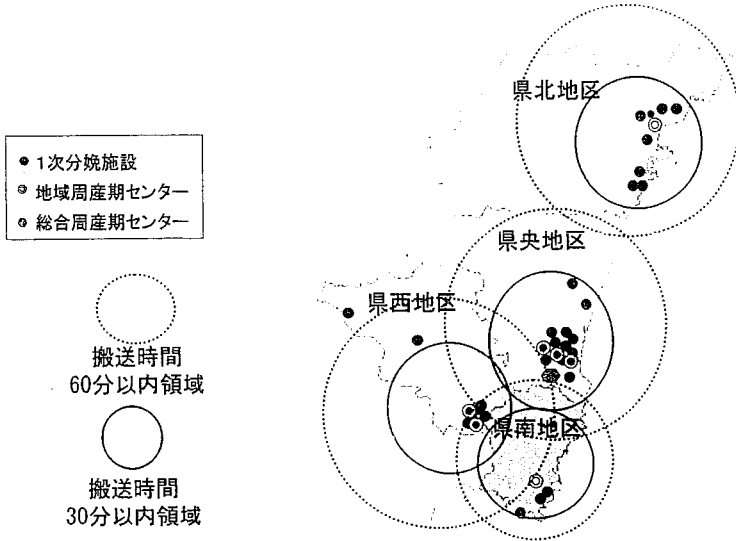 県北地区
1次分娩施設
地域周産期センター
総合周産期センター
県央地区
県西地区
搬送時間
60分以内領域
県南地区
搬送時間
30分以内領域